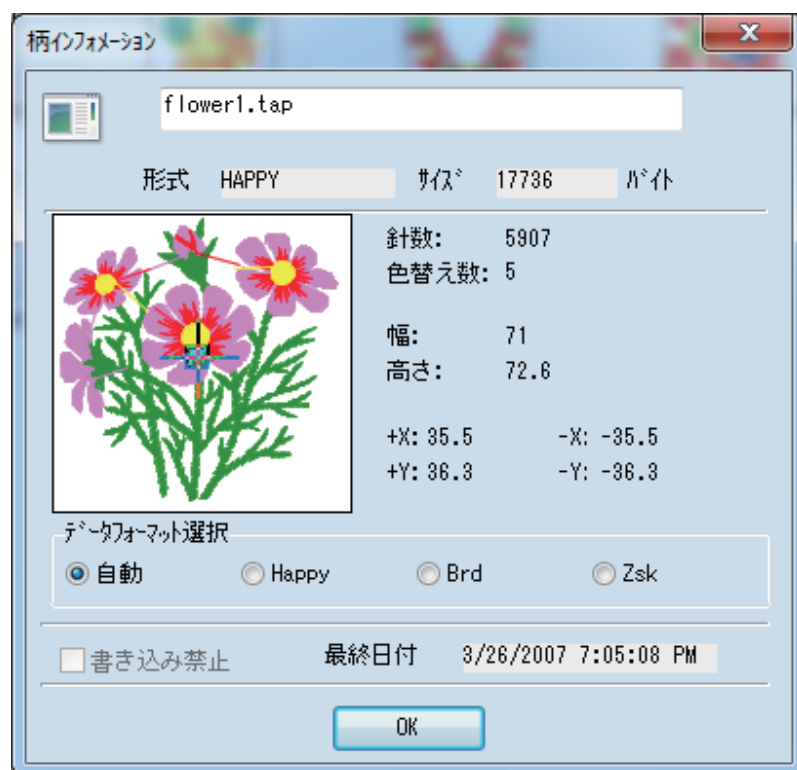 柄ｲﾝﾌｫﾒｰｼｮﾝ
flower1.tap
形式 HAPPY ｻｲｽﾞ 17736 ﾊﾞｲﾄ
針数: 5907
色替え数: 5
幅: 71
高さ: 72.6
+X: 35.5 -X: -35.5
+Y: 36.3 -Y: -36.3
ﾃﾞｰﾀﾌｫｰﾏｯﾄ選択
自動 Happy Brd Zsk
書き込み禁止 最終日付 3/26/2007 7:05:08 PM
OK